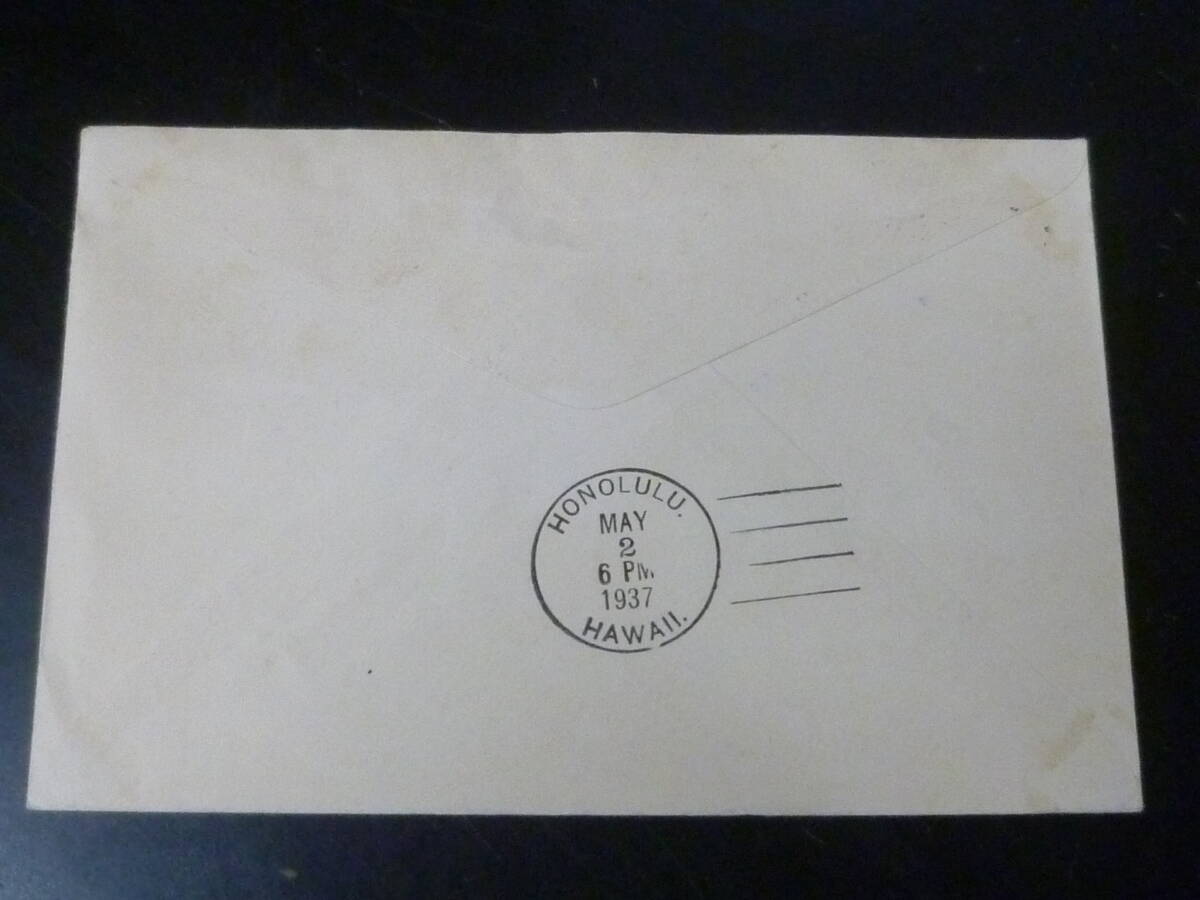 HONOLULU.
MAY
2
6 PM
1937
HAWAII.